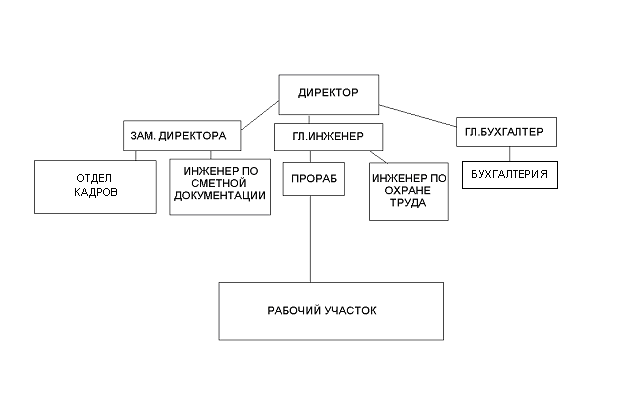 ДИРЕКТОР
ЗАМ. ДИРЕКТОРА
ГЛ.ИНЖЕНЕР
ГЛ.БУХГАЛТЕР
ОТДЕЛ
КАДРОВ
ИНЖЕНЕР ПО
СМЕТНОЙ
ДОКУМЕНТАЦИИ
ПРОРАБ
ИНЖЕНЕР ПО
ОХРАНЕ
ТРУДА
БУХГАЛТЕРИЯ
РАБОЧИЙ УЧАСТОК